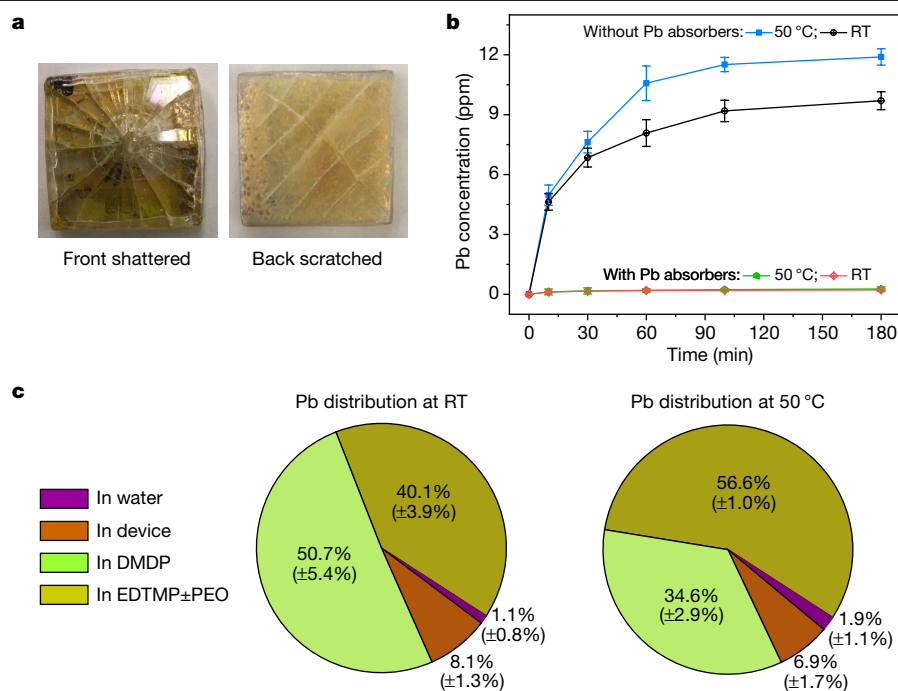 a
Front shattered
Back scratched
b
Without Pb absorbers: 50 °C; RT
With Pb absorbers: 50 °C; RT
Pb concentration (ppm)
12
9
6
3
0
0 30 60 90 120 150 180
Time (min)
c
In water
In device
In DMDP
In EDTMP±PEO
Pb distribution at RT
40.1%
(±3.9%)
50.7%
(±5.4%)
1.1%
(±0.8%)
8.1%
(±1.3%)
Pb distribution at 50 °C
56.6%
(±1.0%)
34.6%
(±2.9%)
1.9%
(±1.1%)
6.9%
(±1.7%)